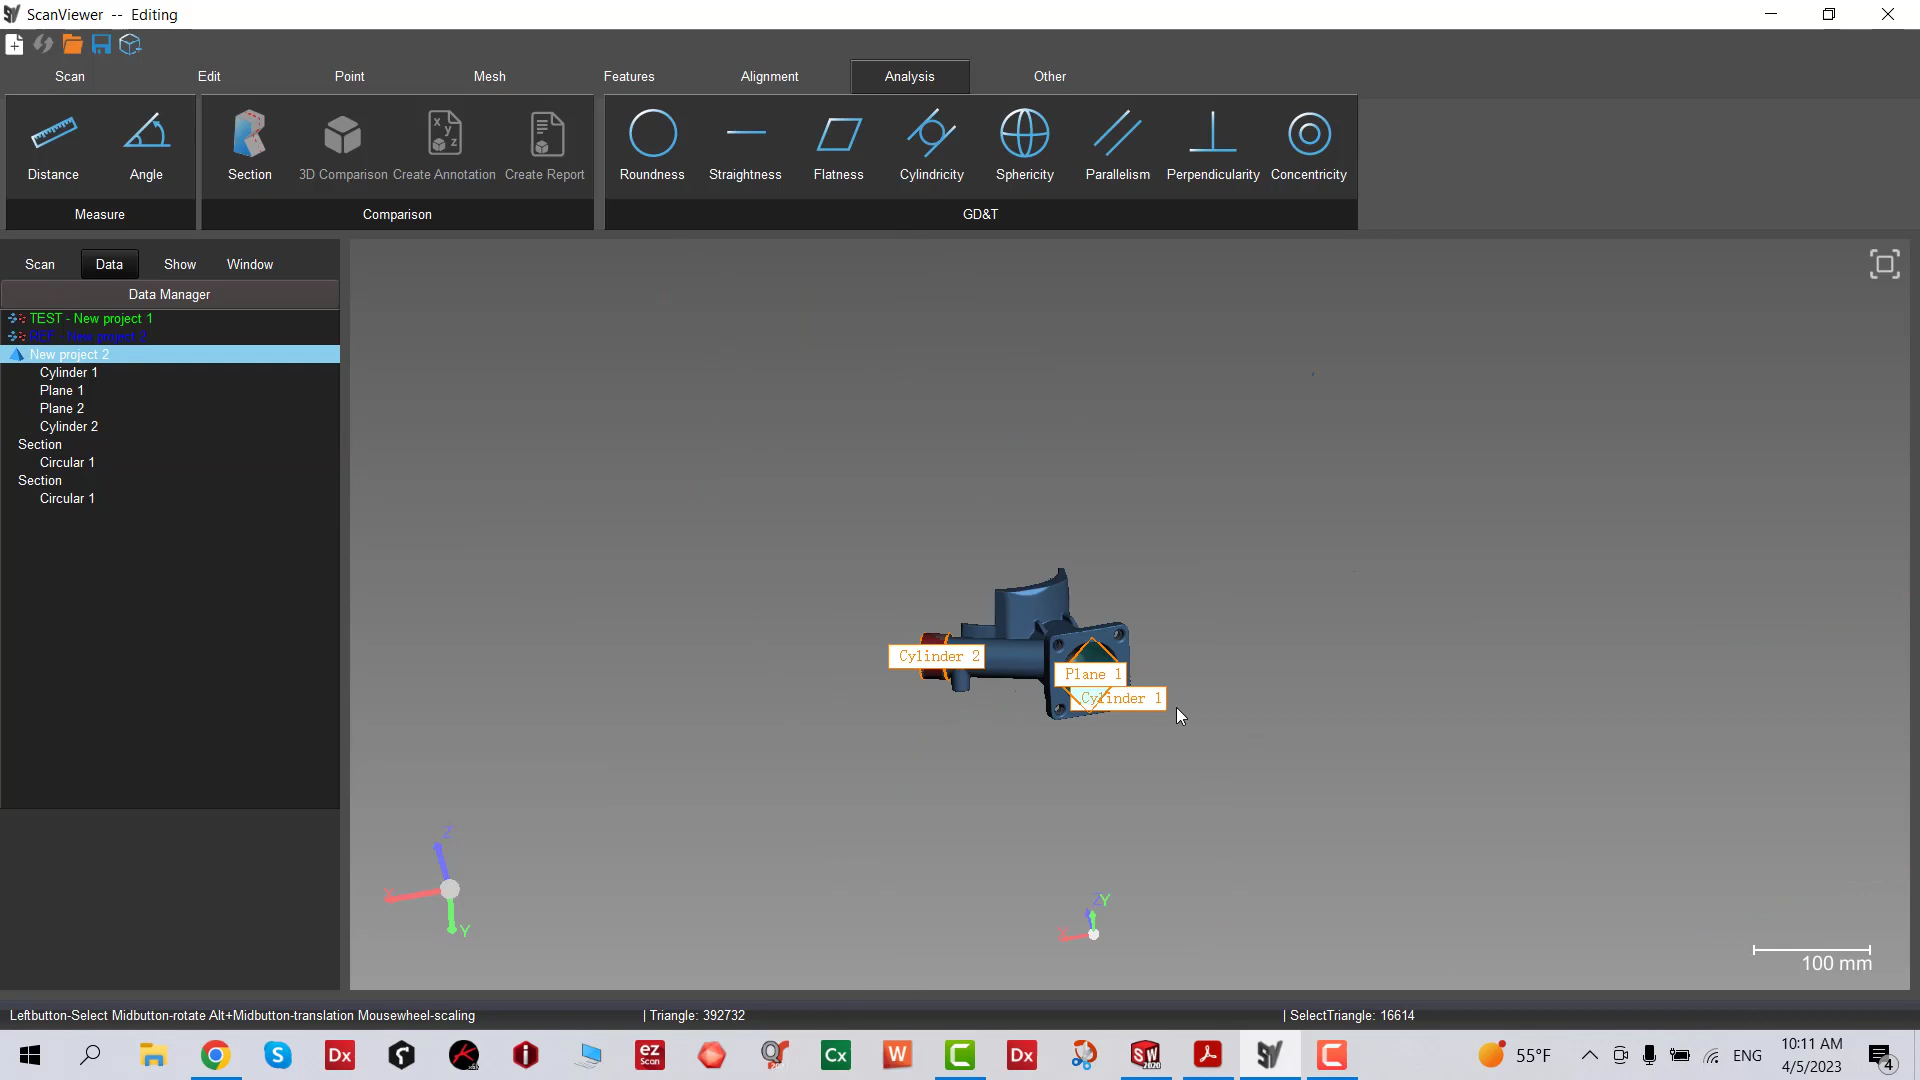 ScanViewer -- Editing
Scan Edit Point Mesh Features Alignment Analysis Other
Distance Angle Section 3D Comparison Create Annotation Create Report Roundness Straightness Flatness Cylindricity Sphericity Parallelism Perpendicularity Concentricity
Measure Comparison GD&T
Scan Data Show Window
Data Manager
TEST - New project 1
REF - New project 2
New project 2
Cylinder 1
Plane 1
Plane 2
Cylinder 2
Section
Circular 1
Section
Circular 1
Cylinder 2
Plane 1
Cylinder 1
Z
X
Y
ZY
X
100 mm
Leftbutton-Select Midbutton-rotate Alt+Midbutton-translation Mousewheel-scaling | Triangle: 392732 | SelectTriangle: 16614
55°F ENG 10:11 AM
4/5/2023
4